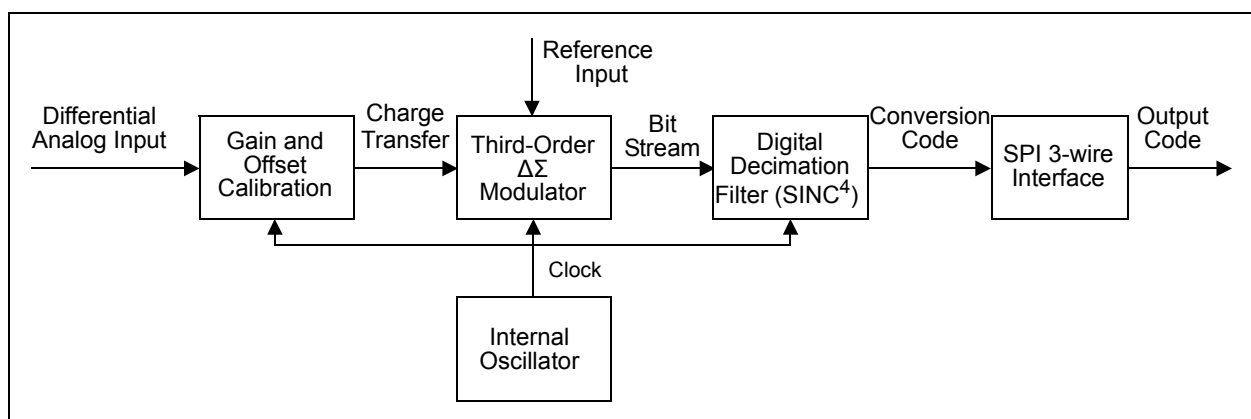 Reference
Input
Differential
Analog Input
Gain and
Offset
Calibration
Charge
Transfer
Third-Order
ΔΣ
Modulator
Bit
Stream
Digital
Decimation
Filter (SINC⁴)
Conversion
Code
SPI 3-wire
Interface
Output
Code
Clock
Internal
Oscillator